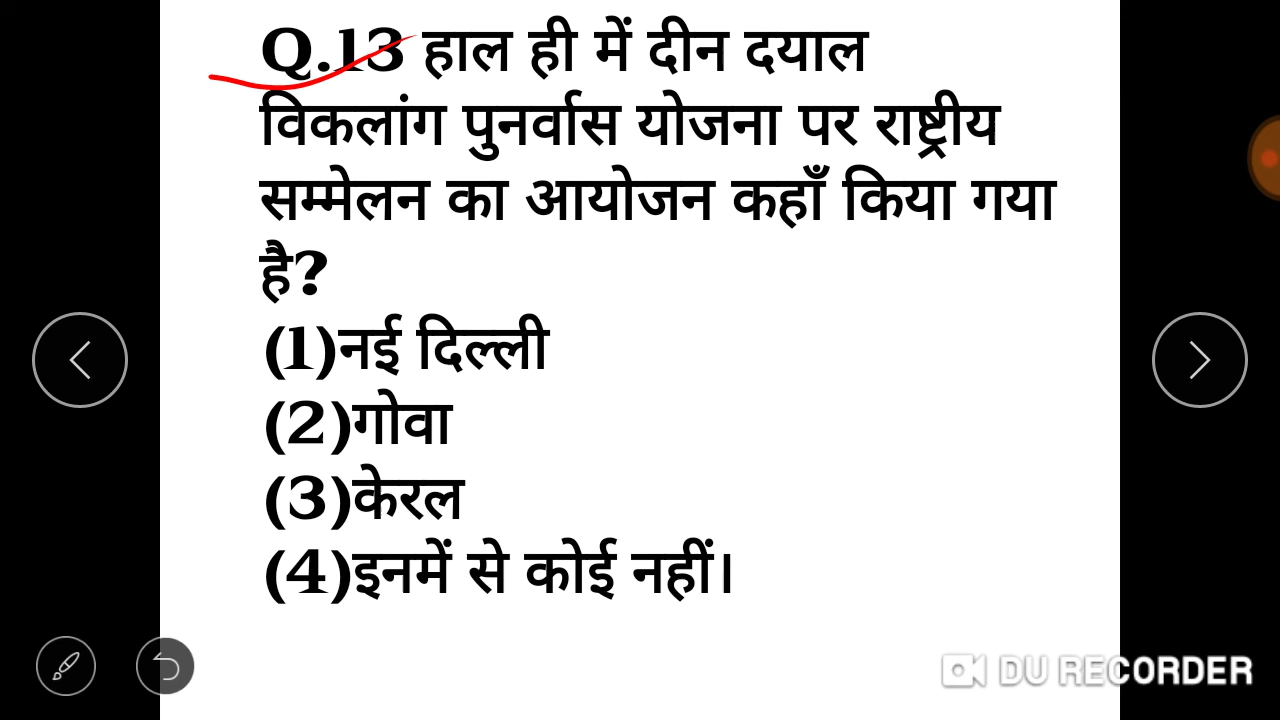 Q.13 हाल ही में दीन दयाल
विकलांग पुनर्वास योजना पर राष्ट्रीय
सम्मेलन का आयोजन कहाँ किया गया
है?
(1)नई दिल्ली
(2)गोवा
(3)केरल
(4)इनमें से कोई नहीं।
DU RECORDER